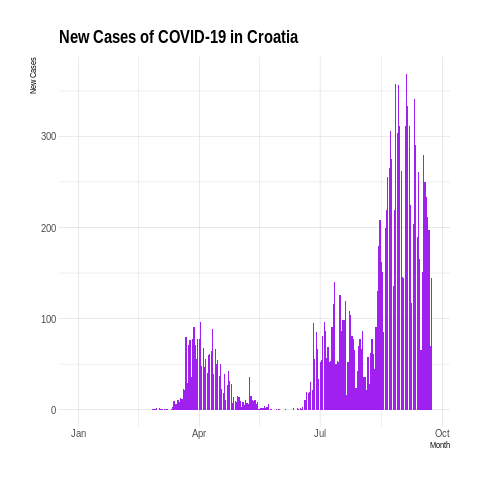 New Cases of COVID-19 in Croatia
New Cases
300
200
100
0
Jan Apr Jul Oct
Month